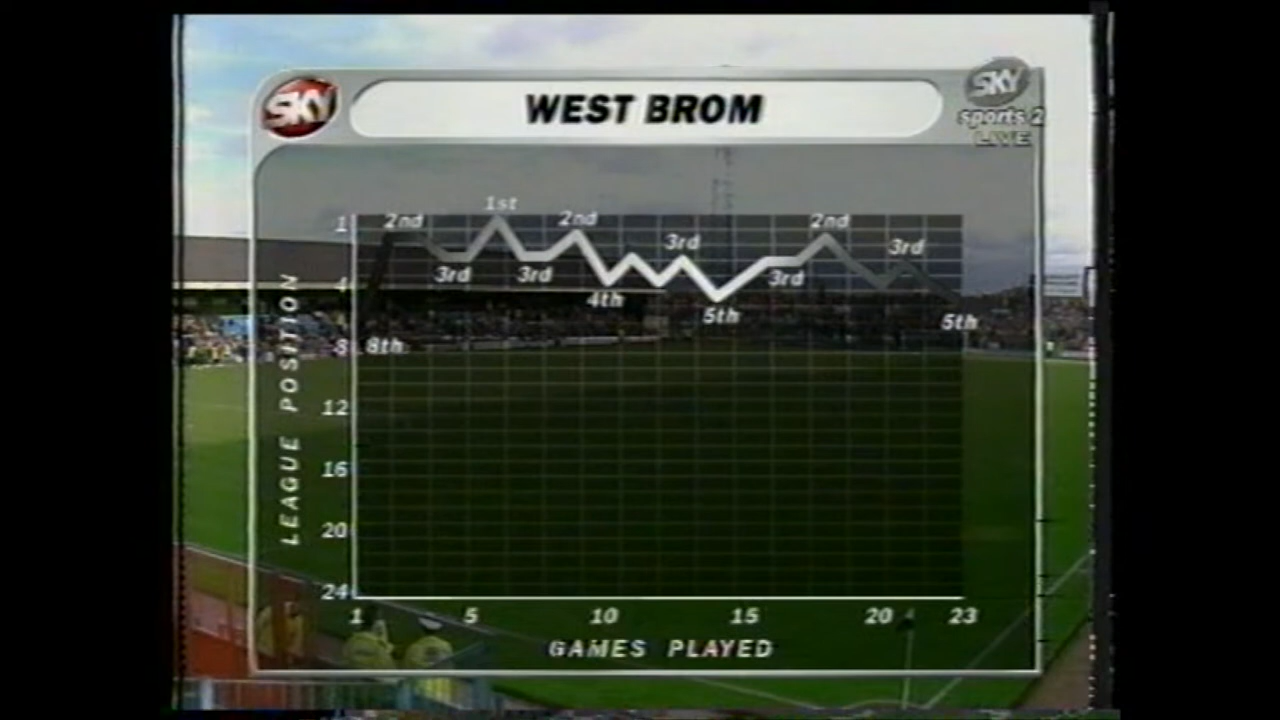 SKY
WEST BROM
SKY
sports 2
LIVE
LEAGUE POSITION
1
4
8
12
16
20
24
8th
2nd
3rd
1st
3rd
2nd
4th
3rd
5th
3rd
2nd
3rd
5th
1 5 10 15 20 23
GAMES PLAYED